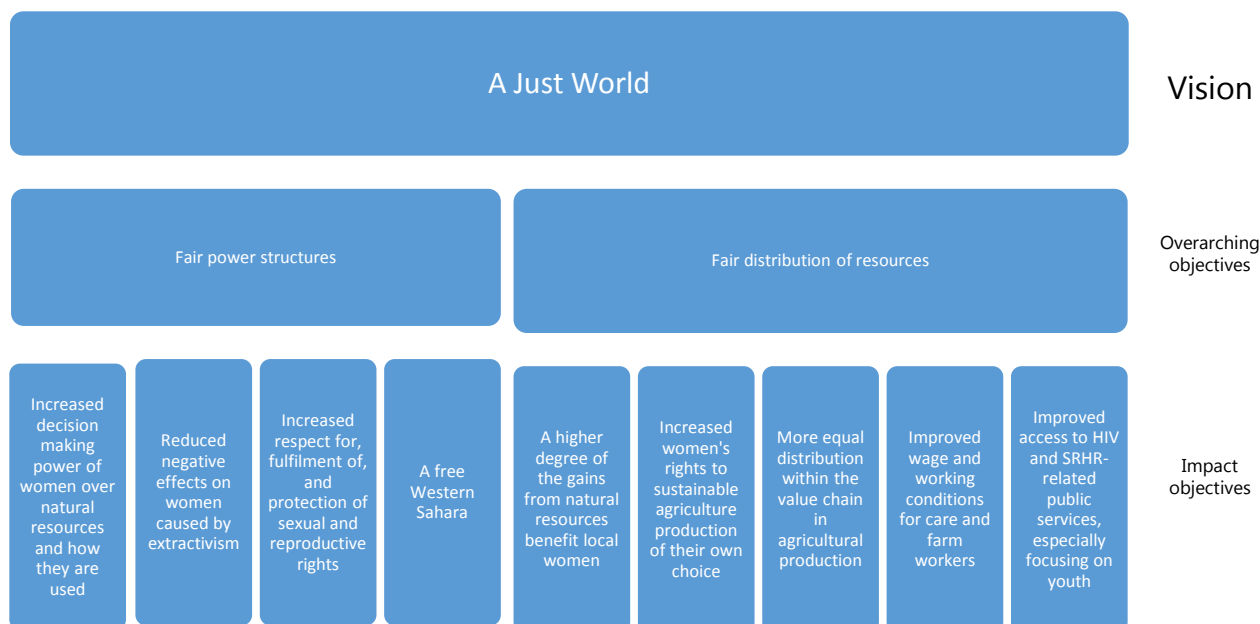 A Just World
Vision
Fair power structures
Fair distribution of resources
Overarching
objectives
Increased
decision
making
power of
women over
natural
resources
and how
they are
used
Reduced
negative
effects on
women
caused by
extractivism
Increased
respect for,
fulfilment of,
and
protection of
sexual and
reproductive
rights
A free
Western
Sahara
A higher
degree of
the gains
from natural
resources
benefit local
women
Increased
women's
rights to
sustainable
agriculture
production
of their own
choice
More equal
distribution
within the
value chain
in
agricultural
production
Improved
wage and
working
conditions
for care and
farm
workers
Improved
access to HIV
and SRHR-
related
public
services,
especially
focusing on
youth
Impact
objectives